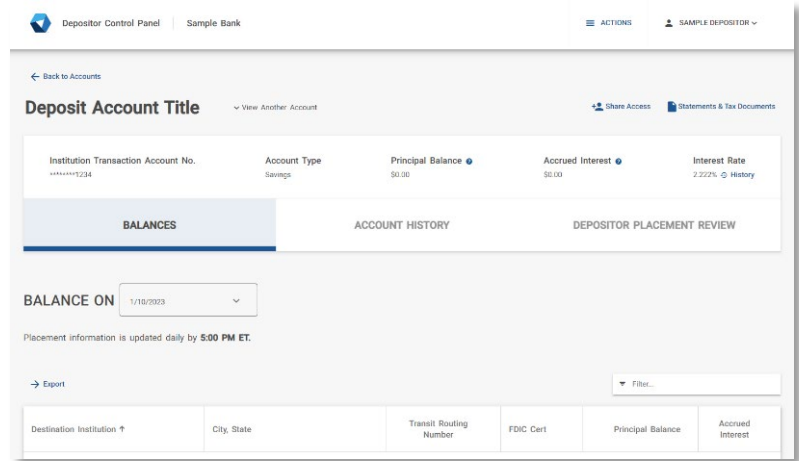 Depositor Control Panel Sample Bank ACTIONS SAMPLE DEPOSITOR
Back to Accounts
Deposit Account Title View Another Account Share Access Statements & Tax Documents
Institution Transaction Account No. Account Type Principal Balance Accrued Interest Interest Rate
********1234 Savings $0.00 $0.00 2.222% History
BALANCES ACCOUNT HISTORY DEPOSITOR PLACEMENT REVIEW
BALANCE ON 1/10/2023
Placement information is updated daily by 5:00 PM ET.
Export Filter...
Destination Institution City, State Transit Routing Number FDIC Cert Principal Balance Accrued Interest